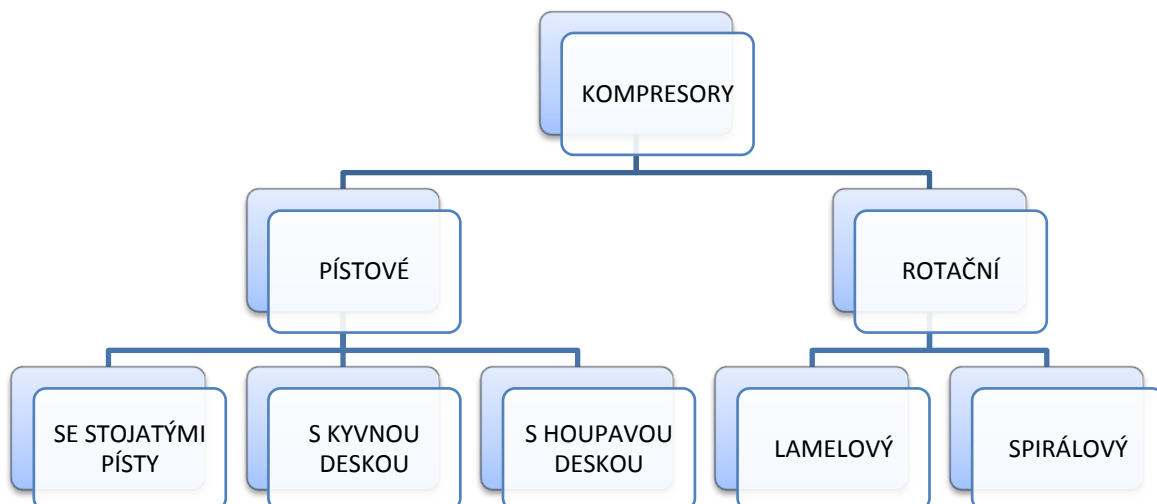 KOMPRESORY
PÍSTOVÉ
ROTAČNÍ
SE STOJATÝMI
PÍSTY
S KYVNOU
DESKOU
S HOUPAVOU
DESKOU
LAMELOVÝ
SPIRÁLOVÝ